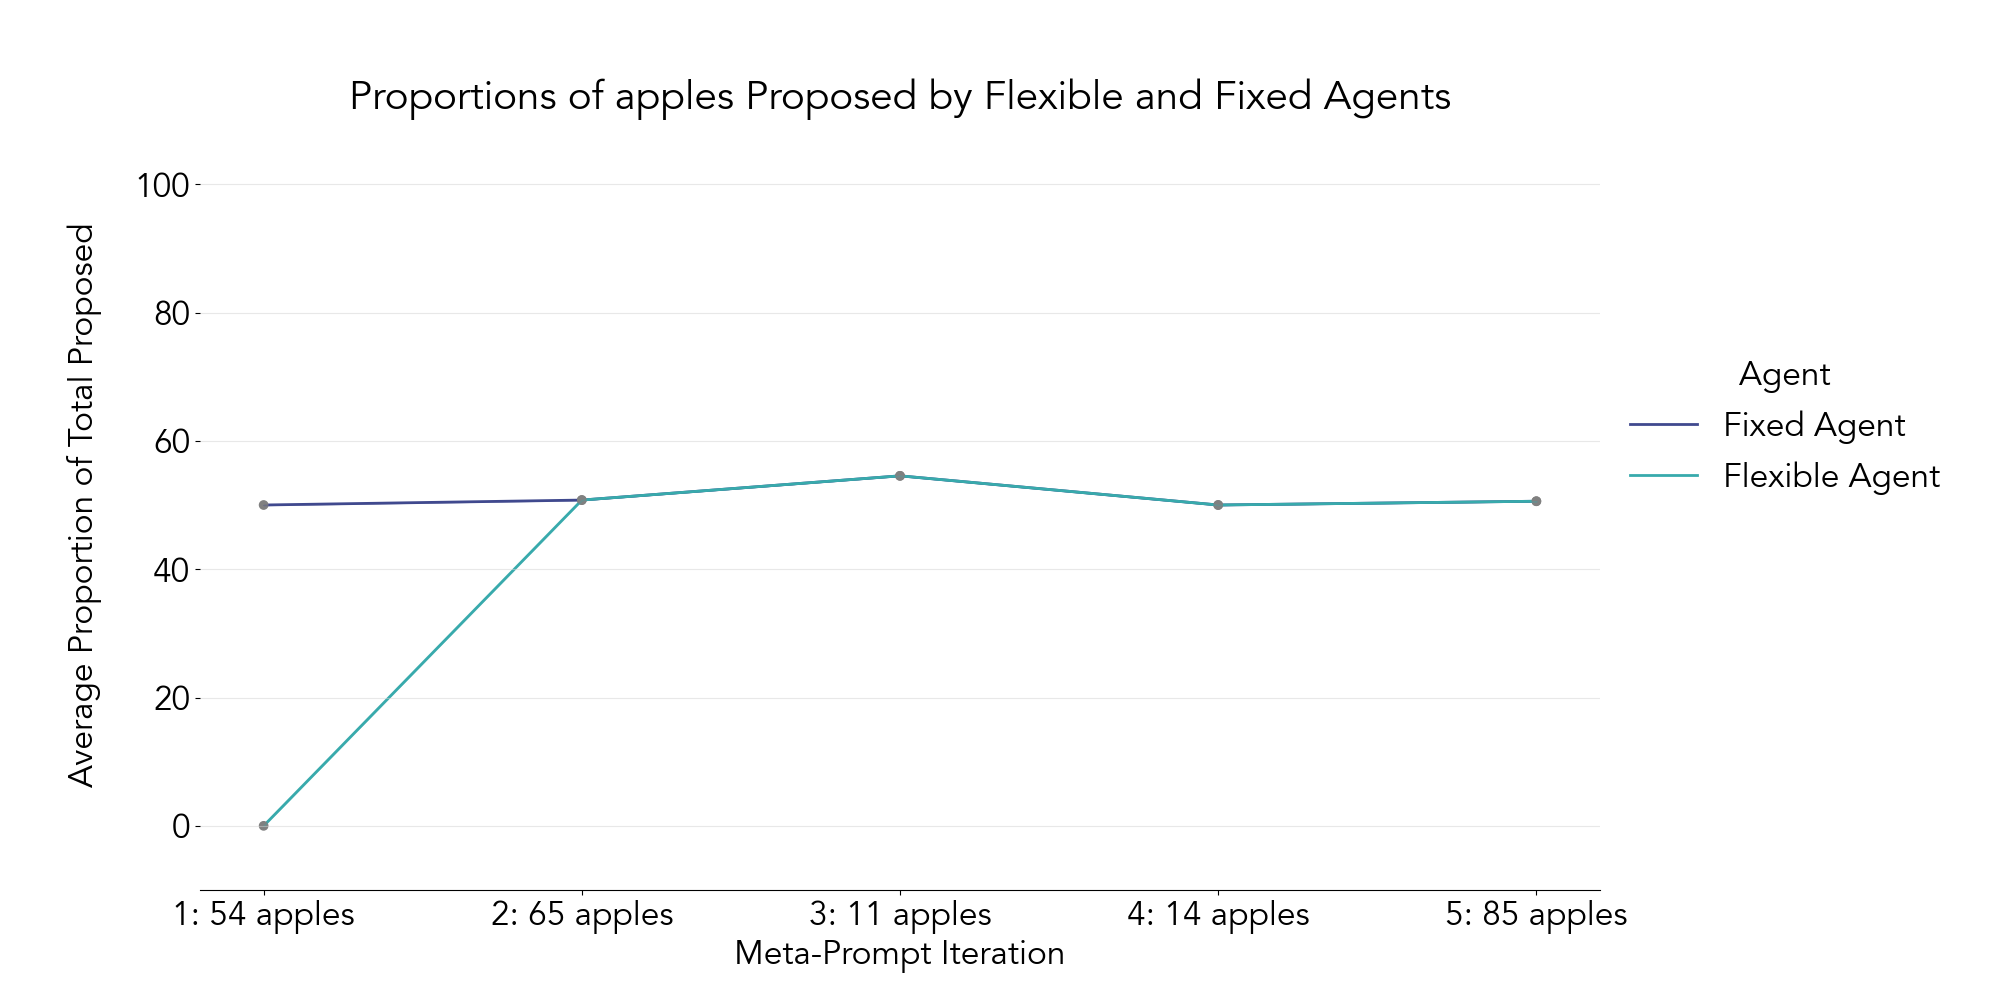 Proportions of apples Proposed by Flexible and Fixed Agents
Average Proportion of Total Proposed
100
80
60
40
20
0
1: 54 apples
2: 65 apples
3: 11 apples
4: 14 apples
5: 85 apples
Meta-Prompt Iteration
Agent
Fixed Agent
Flexible Agent